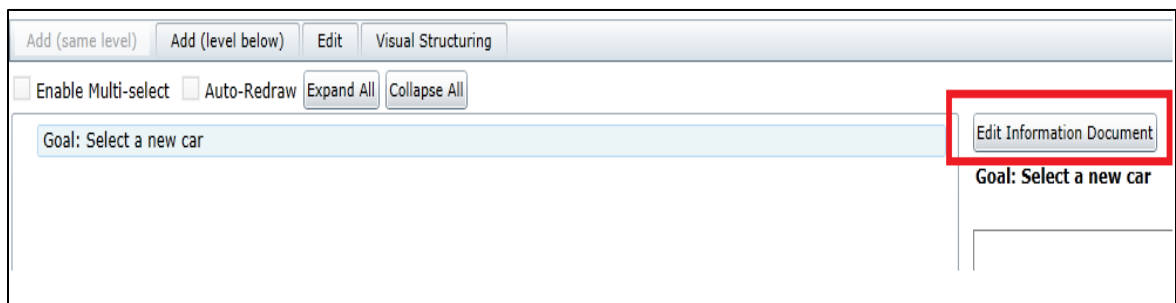 Add (same level) Add (level below) Edit Visual Structuring
Enable Multi-select Auto-Redraw Expand All Collapse All
Goal: Select a new car
Edit Information Document
Goal: Select a new car